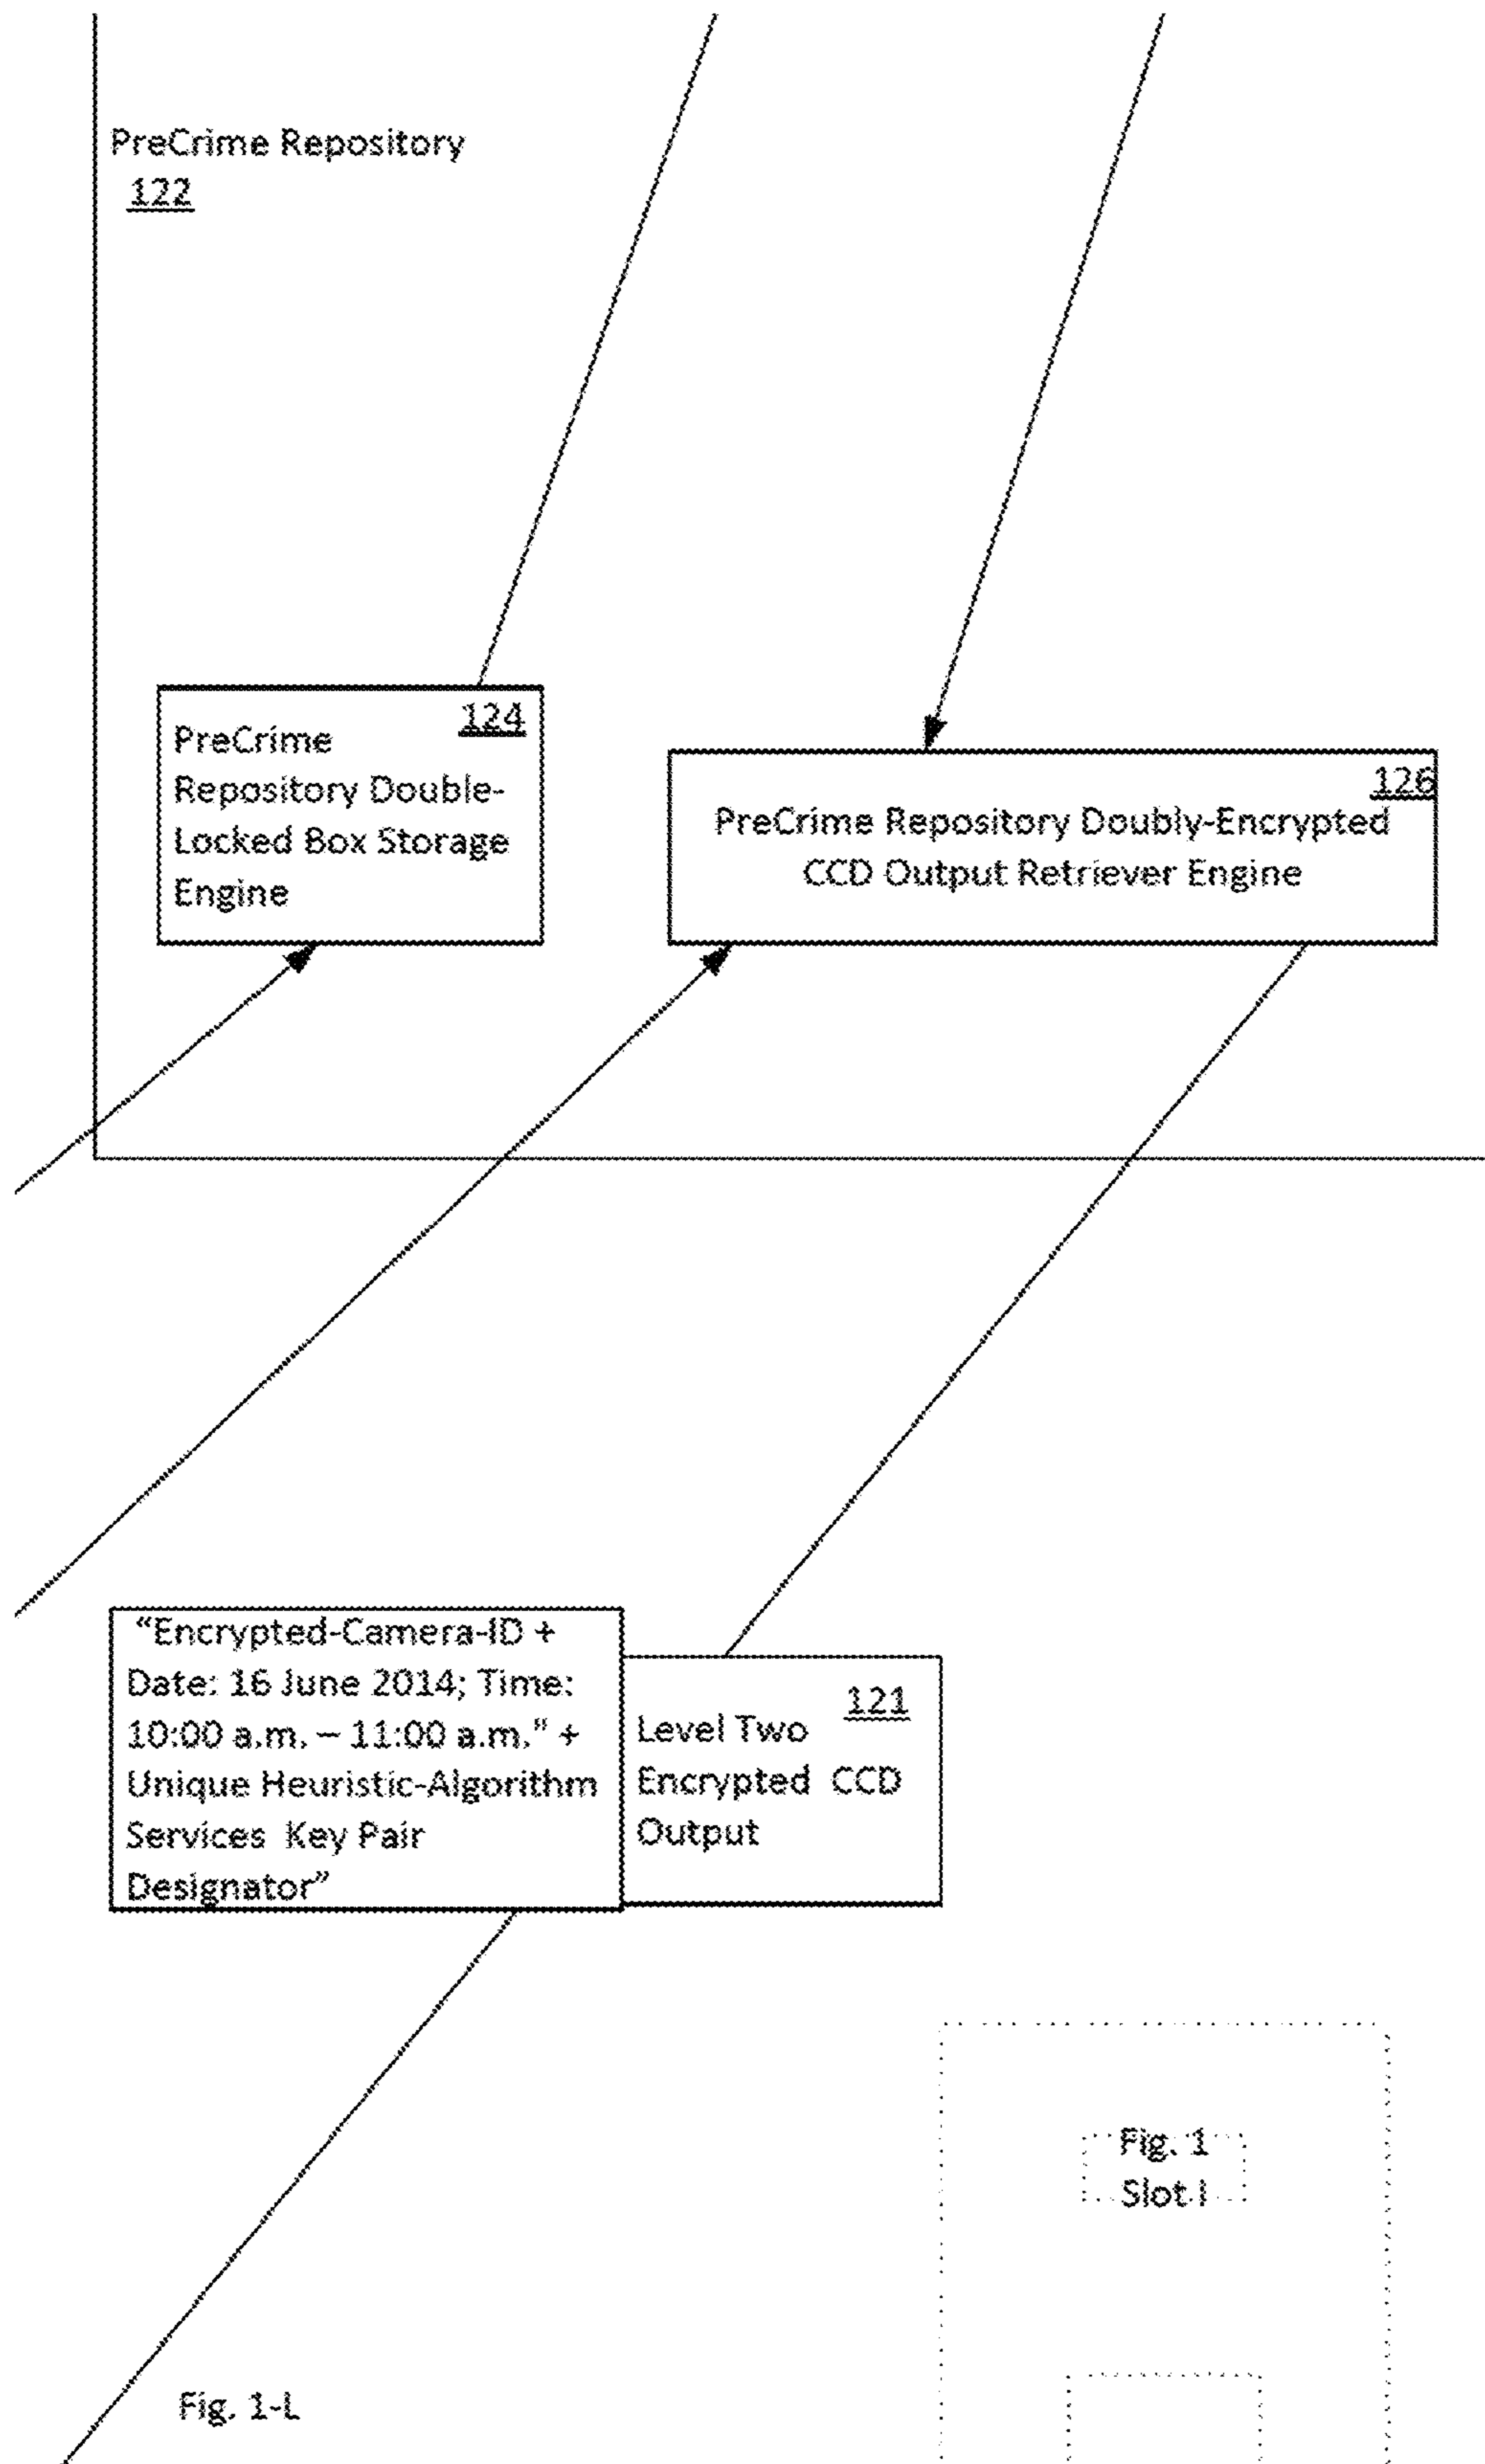 PreCrime Repository
122
124
PreCrime
Repository Double-
Locked Box Storage
Engine
126
PreCrime Repository Doubly-Encrypted
CCD Output Retriever Engine
“Encrypted-Camera-ID +
Date: 16 June 2014; Time:
10:00 a.m. – 11:00 a.m.” +
Unique Heuristic-Algorithm
Services Key Pair
Designator”
121
Level Two
Encrypted CCD
Output
Fig. 1
Slot I
Fig. 1-L